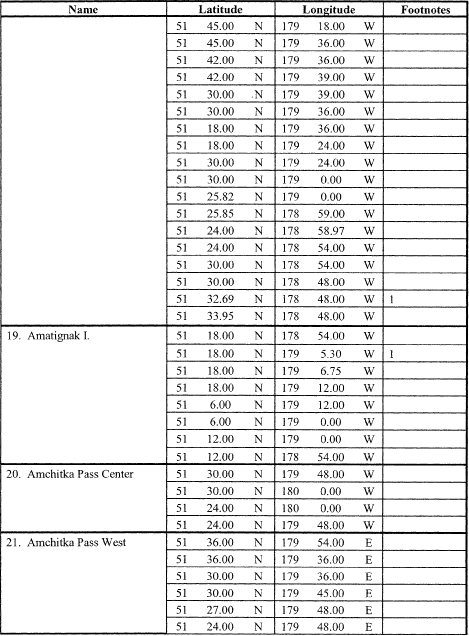 Name Latitude Longitude Footnotes
51 45.00 N 179 18.00 W
51 45.00 N 179 36.00 W
51 42.00 N 179 36.00 W
51 42.00 N 179 39.00 W
51 30.00 N 179 39.00 W
51 30.00 N 179 36.00 W
51 18.00 N 179 36.00 W
51 18.00 N 179 24.00 W
51 30.00 N 179 24.00 W
51 30.00 N 179 0.00 W
51 25.82 N 179 0.00 W
51 25.85 N 178 59.00 W
51 24.00 N 178 58.97 W
51 24.00 N 178 54.00 W
51 30.00 N 178 54.00 W
51 30.00 N 178 48.00 W
51 32.69 N 178 48.00 W 1
51 33.95 N 178 48.00 W
19. Amatignak I. 51 18.00 N 178 54.00 W
51 18.00 N 179 5.30 W 1
51 18.00 N 179 6.75 W
51 18.00 N 179 12.00 W
51 6.00 N 179 12.00 W
51 6.00 N 179 0.00 W
51 12.00 N 179 0.00 W
51 12.00 N 178 54.00 W
20. Amchitka Pass Center 51 30.00 N 179 48.00 W
51 30.00 N 180 0.00 W
51 24.00 N 180 0.00 W
51 24.00 N 179 48.00 W
21. Amchitka Pass West 51 36.00 N 179 54.00 E
51 36.00 N 179 36.00 E
51 30.00 N 179 36.00 E
51 30.00 N 179 45.00 E
51 27.00 N 179 48.00 E
51 24.00 N 179 48.00 E